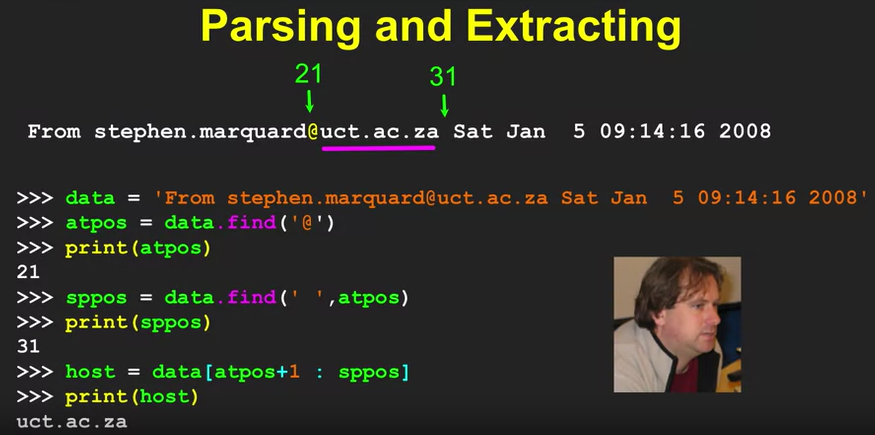 Parsing and Extracting
21 31
From stephen.marquard@uct.ac.za Sat Jan  5 09:14:16 2008
>>> data = 'From stephen.marquard@uct.ac.za Sat Jan  5 09:14:16 2008'
>>> atpos = data.find('@')
>>> print(atpos)
21
>>> sppos = data.find(' ',atpos)
>>> print(sppos)
31
>>> host = data[atpos+1 : sppos]
>>> print(host)
uct.ac.za